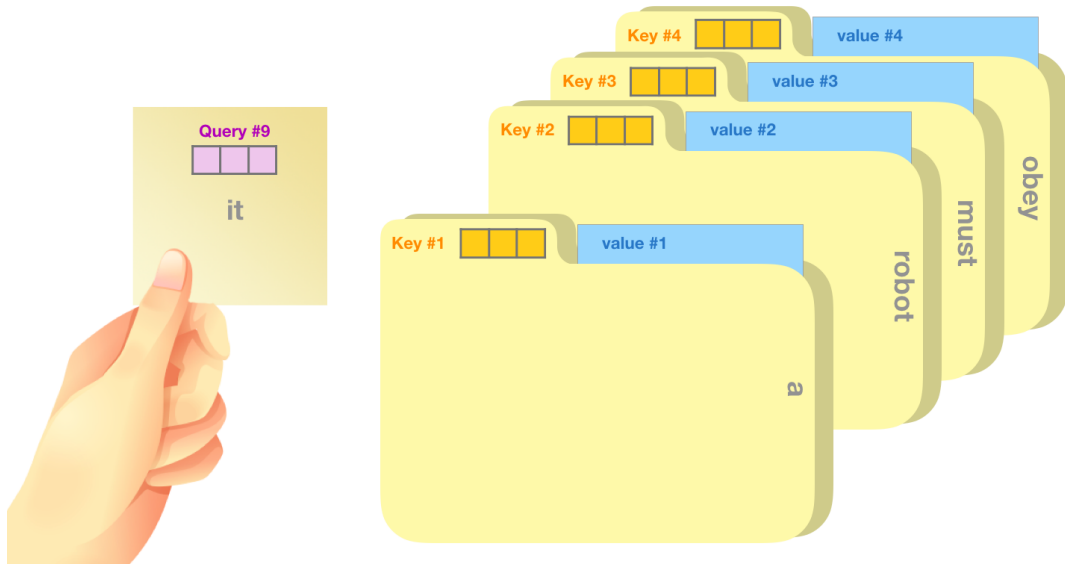 Query #9
it
Key #1
value #1
a
Key #2
value #2
robot
Key #3
value #3
must
Key #4
value #4
obey